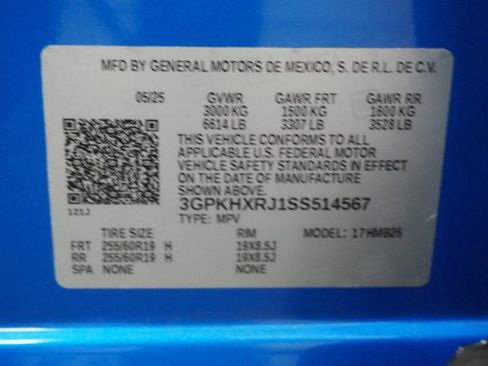 MFD BY GENERAL MOTORS DE MEXICO, S. DE R.L. DE C.V.
05/25 GVWR GAWR FRT GAWR RR
3000 KG 1500 KG 1600 KG
6614 LB 3307 LB 3528 LB
THIS VEHICLE CONFORMS TO ALL
APPLICABLE U.S. FEDERAL MOTOR
VEHICLE SAFETY STANDARDS IN EFFECT
ON THE DATE OF MANUFACTURE
SHOWN ABOVE.
121J 3GPKHXRJ1SS514567
TYPE: MPV
TIRE SIZE RIM MODEL: 17HMB26
FRT 255/60R19 H 19X8.5J
RR 255/60R19 H 19X8.5J
SPA NONE NONE